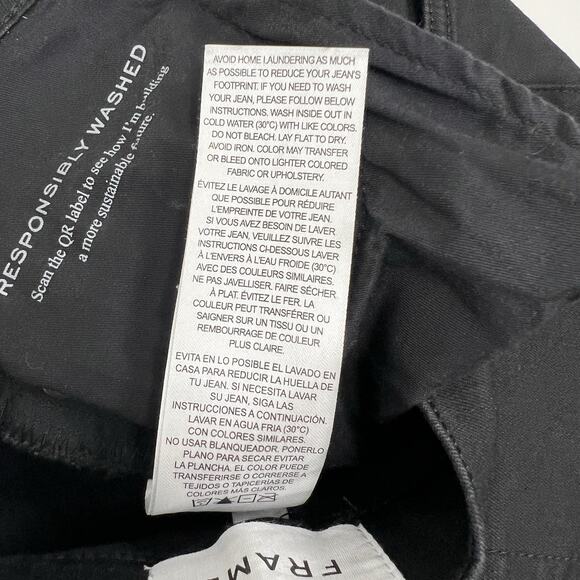 RESPONSIBLY WASHED
Scan the QR label to see how I'm building
a more sustainable future.
AVOID HOME LAUNDERING AS MUCH
AS POSSIBLE TO REDUCE YOUR JEAN'S
FOOTPRINT. IF YOU NEED TO WASH
YOUR JEAN, PLEASE FOLLOW BELOW
INSTRUCTIONS. WASH INSIDE OUT IN
COLD WATER (30°C) WITH LIKE COLORS.
DO NOT BLEACH. LAY FLAT TO DRY.
AVOID IRON. COLOR MAY TRANSFER
OR BLEED ONTO LIGHTER COLORED
FABRIC OR UPHOLSTERY.
ÉVITEZ LE LAVAGE À DOMICILE AUTANT
QUE POSSIBLE POUR RÉDUIRE
L'EMPREINTE DE VOTRE JEAN.
SI VOUS AVEZ BESOIN DE LAVER
VOTRE JEAN, VEUILLEZ SUIVRE LES
INSTRUCTIONS CI-DESSOUS LAVER
À L'ENVERS À L'EAU FROIDE (30°C)
AVEC DES COULEURS SIMILAIRES.
NE PAS JAVELLISER. FAIRE SÉCHER
À PLAT. ÉVITEZ LE FER. LA
COULEUR PEUT TRANSFÉRER OU
SAIGNER SUR UN TISSU OU UN
REMBOURRAGE DE COULEUR
PLUS CLAIRE.
EVITA EN LO POSIBLE EL LAVADO EN
CASA PARA REDUCIR LA HUELLA DE
TU JEAN. SI NECESITA LAVAR
SU JEAN, SIGA LAS
INSTRUCCIONES A CONTINUACIÓN.
LAVAR EN AGUA FRIA (30°C)
CON COLORES SIMILARES.
NO USAR BLANQUEADOR. PONERLO
PLANO PARA SECAR EVITAR
LA PLANCHA. EL COLOR PUEDE
TRANSFERIRSE O CORRERSE A
TEJIDOS O TAPICERÍAS DE
COLORES MÁS CLAROS.
FRAME